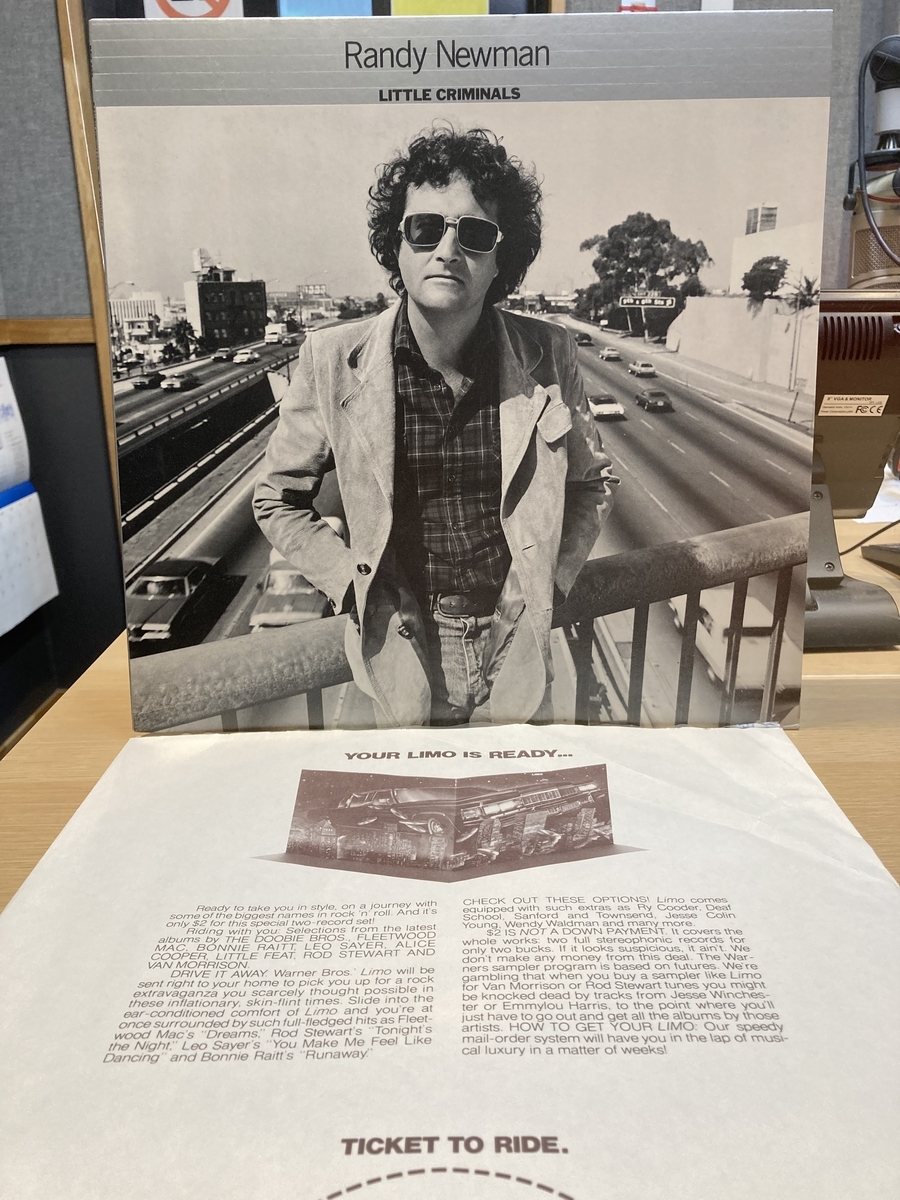 Randy Newman
LITTLE CRIMINALS
YOUR LIMO IS READY...
Ready to take you in style, on a journey with
some of the biggest names in rock 'n' roll. And it's
only $2 for this special two-record set!
Riding with you: Selections from the latest
albums by THE DOOBIE BROS., FLEETWOOD
MAC, BONNIE RAITT, LEO SAYER, ALICE
COOPER, LITTLE FEAT, ROD STEWART AND
VAN MORRISON.
DRIVE IT AWAY. Warner Bros.' Limo will be
sent right to your home to pick you up for a rock
extravaganza you scarcely thought possible in
these inflationary, skin-flint times. Slide into the
ear-conditioned comfort of Limo and you're at
once surrounded by such full-fledged hits as Fleet-
wood Mac's "Dreams," Rod Stewart's "Tonight's
the Night," Leo Sayer's "You Make Me Feel Like
Dancing" and Bonnie Raitt's "Runaway."
CHECK OUT THESE OPTIONS! Limo comes
equipped with such extras as Ry Cooder, Deaf
School, Sanford and Townsend, Jesse Colin
Young, Wendy Waldman and many more.
$2 IS NOT A DOWN PAYMENT. It covers the
whole works: two full stereophonic records for
only two bucks. If it looks suspicious, it ain't. We
don't make any money from this deal. The War-
ners sampler program is based on futures. We're
gambling that when you buy a sampler like Limo
for Van Morrison or Rod Stewart tunes you might
be knocked dead by tracks from Jesse Winches-
ter or Emmylou Harris, to the point where you'll
just have to go out and get all the albums by those
artists. HOW TO GET YOUR LIMO: Our speedy
mail-order system will have you in the lap of musi-
cal luxury in a matter of weeks!
TICKET TO RIDE.
8" VGA & MONITOR
FC CE